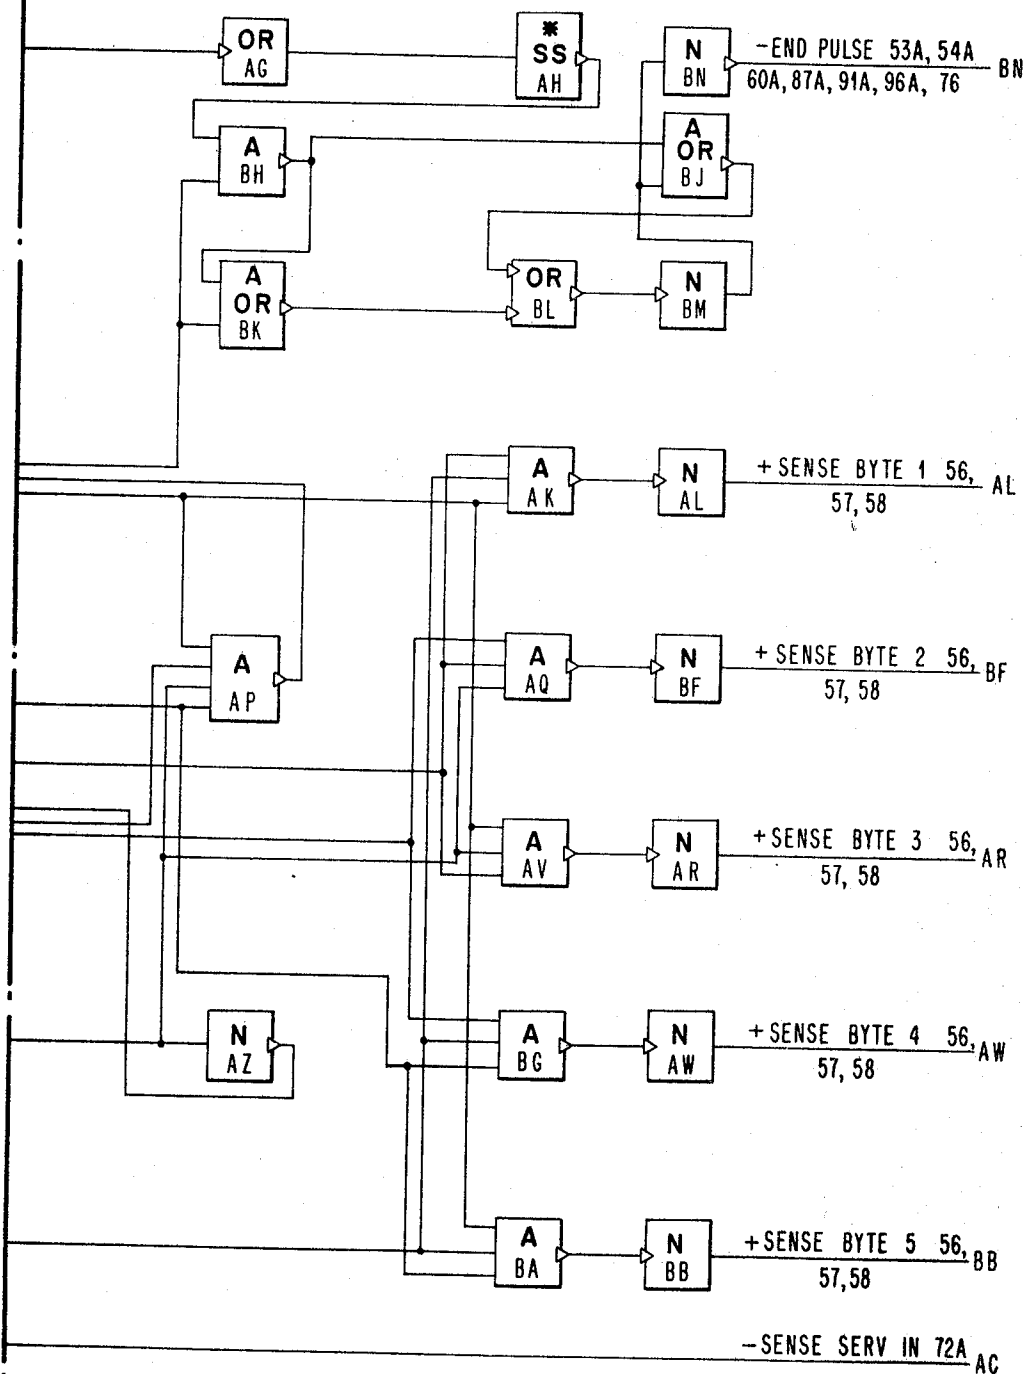 OR
AG
*
SS
AH
N
BN
-END PULSE 53A, 54A
60A, 87A, 91A, 96A, 76
BN
A
BH
A
OR
BJ
A
OR
BK
OR
BL
N
BM
A
AK
N
AL
+ SENSE BYTE 1 56,
57, 58
AL
A
AP
A
AQ
N
BF
+ SENSE BYTE 2 56,
57, 58
BF
A
AV
N
AR
+ SENSE BYTE 3 56,
57, 58
AR
N
AZ
A
BG
N
AW
+ SENSE BYTE 4 56,
57, 58
AW
A
BA
N
BB
+ SENSE BYTE 5 56,
57, 58
BB
-SENSE SERV IN 72A
AC